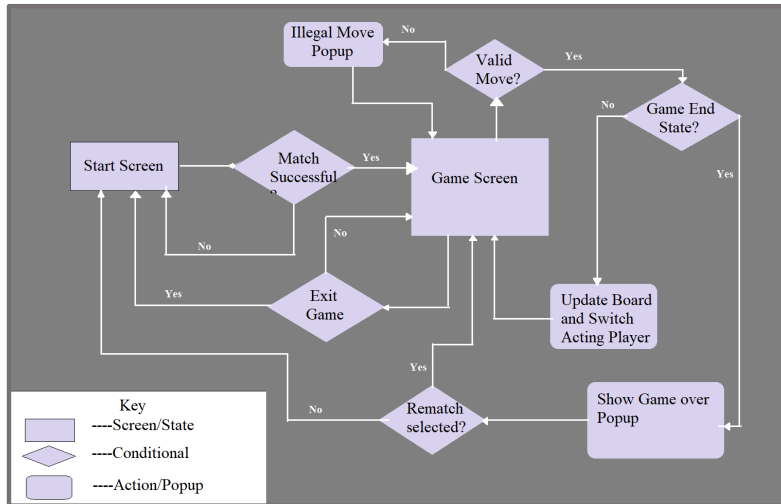 Illegal Move
Popup
No
Valid
Move?
Yes
Game End
State?
No
Yes
Start Screen
Match
Successful
?
Yes
No
Game Screen
No
Exit
Game
Yes
Update Board
and Switch
Acting Player
Yes
Rematch
selected?
No
Show Game over
Popup
Key
----Screen/State
----Conditional
----Action/Popup